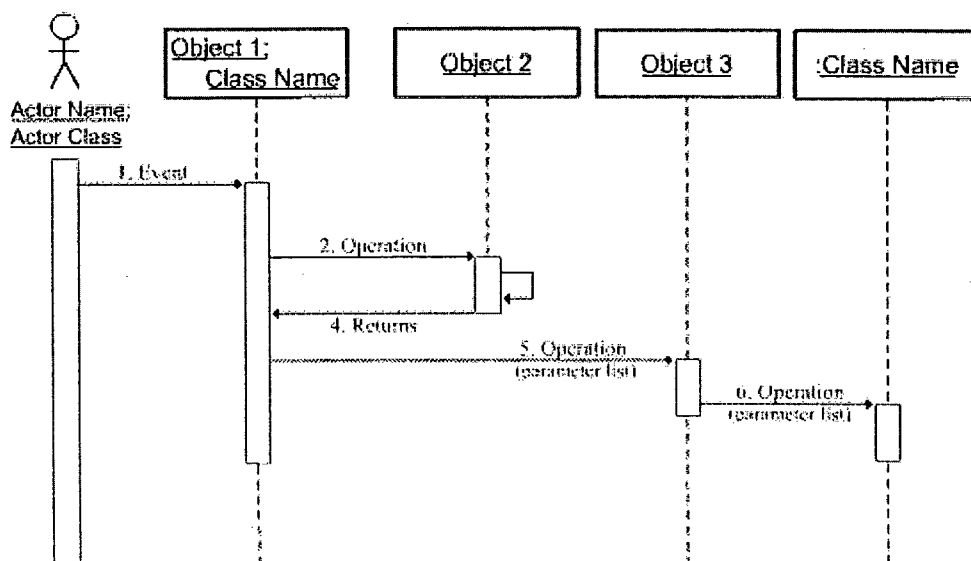 Object 1;
Class Name
Object 2
Object 3
:Class Name
Actor Name;
Actor Class
1. Event
2. Operation
4. Returns
5. Operation
(parameter list)
6. Operation
(parameter list)